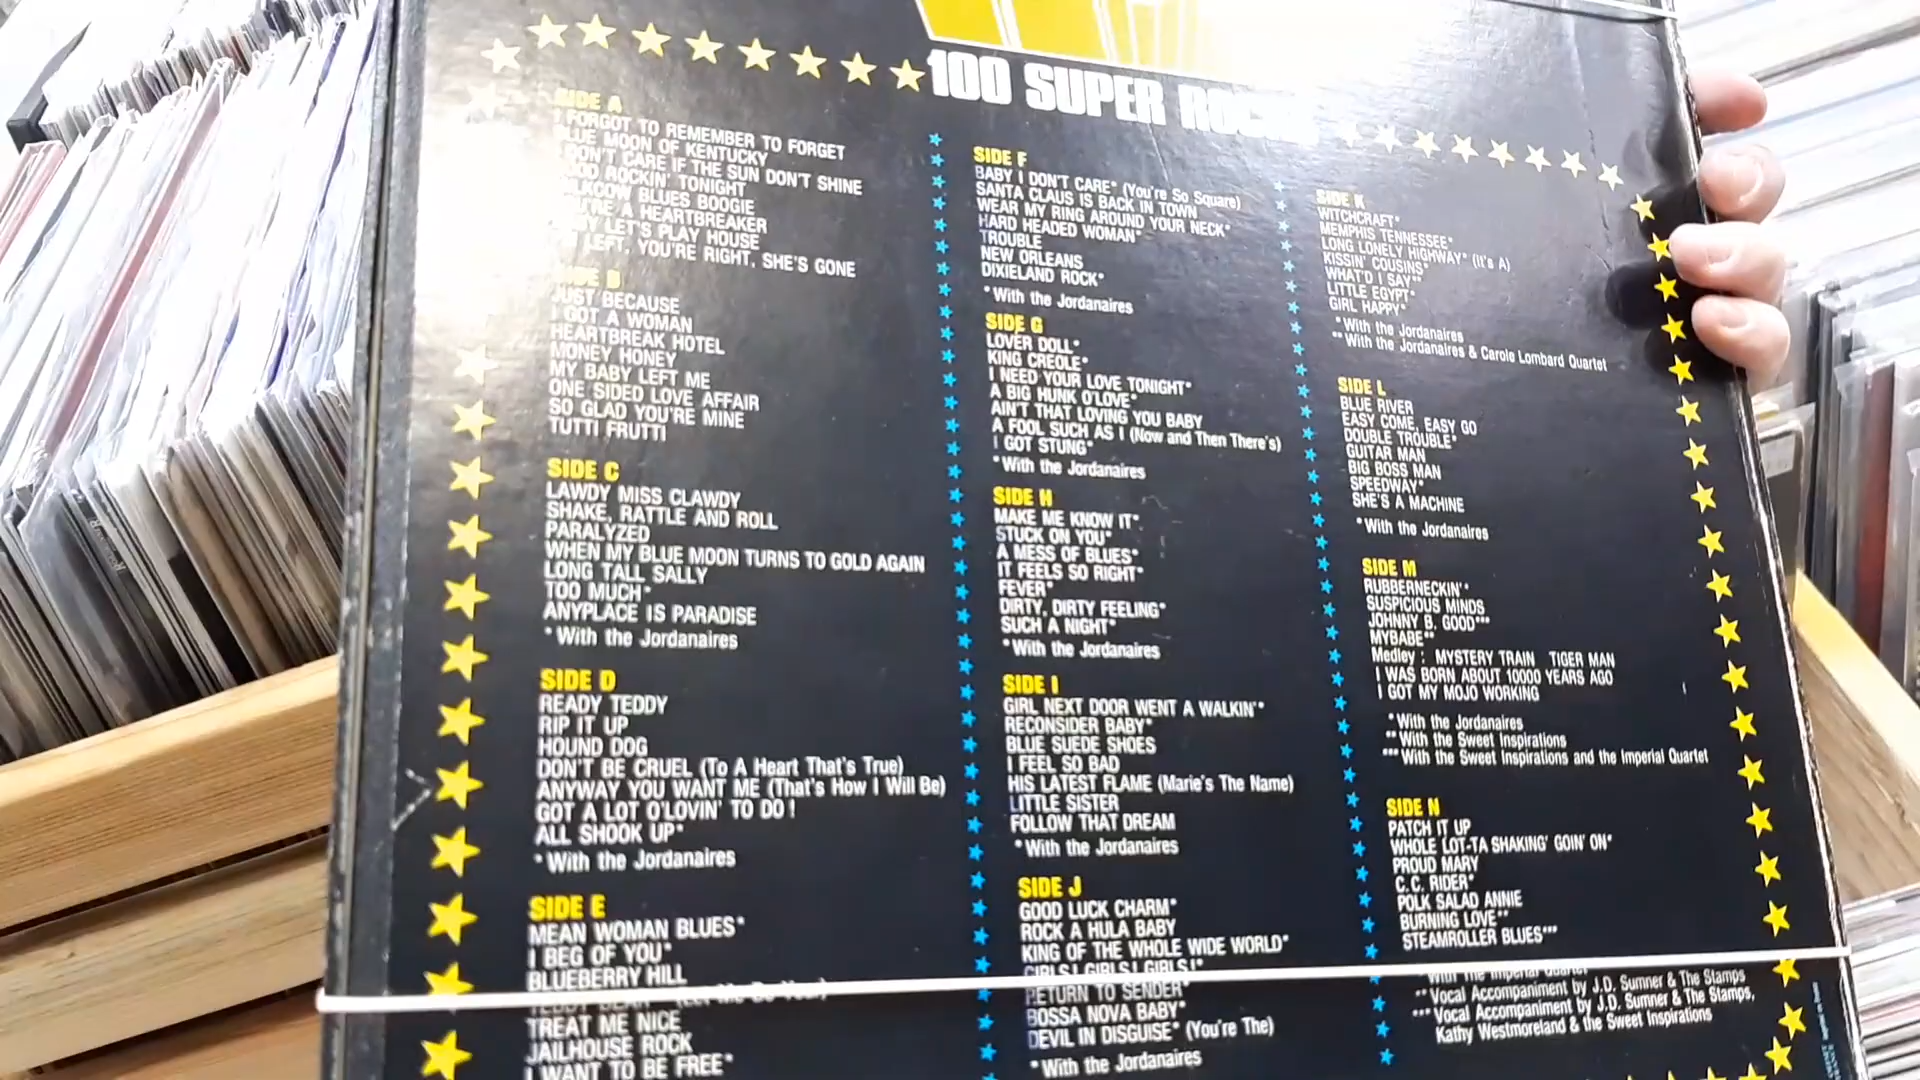 100 SUPER ROCKS
SIDE A
I FORGOT TO REMEMBER TO FORGET
BLUE MOON OF KENTUCKY
DON'T CARE IF THE SUN DON'T SHINE
ROCKIN' TONIGHT
BLUES BOOGIE
A HEARTBREAKER
LET'S PLAY HOUSE
LEFT, YOU'RE RIGHT, SHE'S GONE
SIDE B
JUST BECAUSE
I GOT A WOMAN
HEARTBREAK HOTEL
MONEY HONEY
MY BABY LEFT ME
ONE SIDED LOVE AFFAIR
SO GLAD YOU'RE MINE
TUTTI FRUTTI
SIDE C
LAWDY MISS CLAWDY
SHAKE, RATTLE AND ROLL
PARALYZED
WHEN MY BLUE MOON TURNS TO GOLD AGAIN
LONG TALL SALLY
TOO MUCH*
ANYPLACE IS PARADISE
*With the Jordanaires
SIDE D
READY TEDDY
RIP IT UP
HOUND DOG
DON'T BE CRUEL (To A Heart That's True)
ANYWAY YOU WANT ME (That's How I Will Be)
GOT A LOT O'LOVIN' TO DO !
ALL SHOOK UP*
*With the Jordanaires
SIDE E
MEAN WOMAN BLUES*
I BEG OF YOU*
BLUEBERRY HILL
TREAT ME NICE
JAILHOUSE ROCK
I WANT TO BE FREE*
SIDE F
BABY I DON'T CARE* (You're So Square)
SANTA CLAUS IS BACK IN TOWN
WEAR MY RING AROUND YOUR NECK*
HARD HEADED WOMAN*
TROUBLE
NEW ORLEANS
DIXIELAND ROCK*
*With the Jordanaires
SIDE G
LOVER DOLL*
KING CREOLE*
I NEED YOUR LOVE TONIGHT*
A BIG HUNK O'LOVE*
AIN'T THAT LOVING YOU BABY
A FOOL SUCH AS I (Now and Then There's)
I GOT STUNG*
*With the Jordanaires
SIDE H
MAKE ME KNOW IT*
STUCK ON YOU*
A MESS OF BLUES*
IT FEELS SO RIGHT*
FEVER*
DIRTY, DIRTY FEELING*
SUCH A NIGHT*
*With the Jordanaires
SIDE I
GIRL NEXT DOOR WENT A WALKIN'*
RECONSIDER BABY*
BLUE SUEDE SHOES
I FEEL SO BAD
HIS LATEST FLAME (Marie's The Name)
LITTLE SISTER
FOLLOW THAT DREAM
*With the Jordanaires
SIDE J
GOOD LUCK CHARM*
ROCK A HULA BABY
KING OF THE WHOLE WIDE WORLD*
GIRLS! GIRLS! GIRLS!*
RETURN TO SENDER*
BOSSA NOVA BABY*
DEVIL IN DISGUISE* (You're The)
*With the Jordanaires
SIDE K
WITCHCRAFT*
MEMPHIS TENNESSEE*
LONG LONELY HIGHWAY* (It's A)
KISSIN' COUSINS*
WHAT'D I SAY**
LITTLE EGYPT*
GIRL HAPPY*
*With the Jordanaires
**With the Jordanaires & Carole Lombard Quartet
SIDE L
BLUE RIVER
EASY COME, EASY GO
DOUBLE TROUBLE*
GUITAR MAN
BIG BOSS MAN
SPEEDWAY*
SHE'S A MACHINE
*With the Jordanaires
SIDE M
RUBBERNECKIN'*
SUSPICIOUS MINDS
JOHNNY B. GOOD***
MYBABE**
Medley : MYSTERY TRAIN TIGER MAN
I WAS BORN ABOUT 10000 YEARS AGO
I GOT MY MOJO WORKING
*With the Jordanaires
**With the Sweet Inspirations
***With the Sweet Inspirations and the Imperial Quartet
SIDE N
PATCH IT UP
WHOLE LOT-TA SHAKING' GOIN' ON*
PROUD MARY
C.C. RIDER*
POLK SALAD ANNIE
BURNING LOVE**
STEAMROLLER BLUES***
*With The Imperial Quartet
**Vocal Accompaniment by J.D. Sumner & The Stamps
***Vocal Accompaniment by J.D. Sumner & The Stamps,
Kathy Westmoreland & the Sweet Inspirations